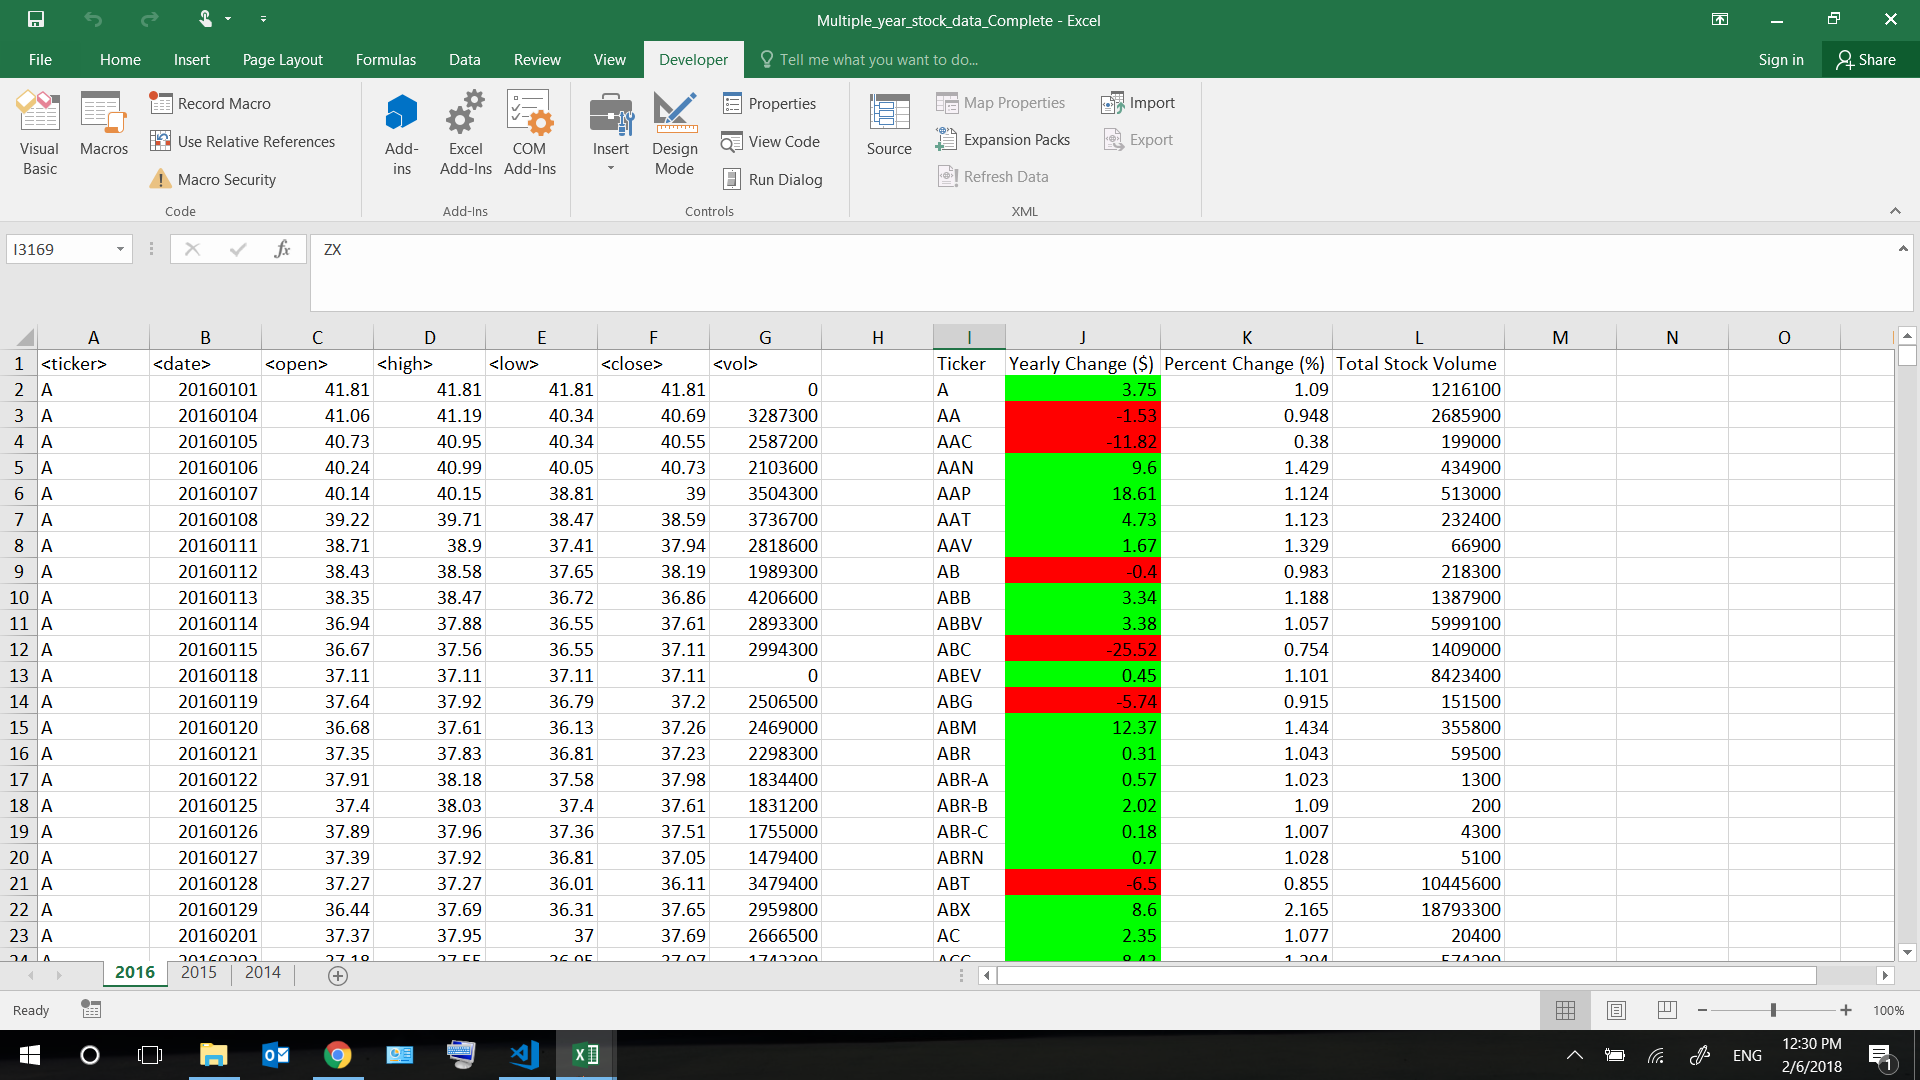 Multiple_year_stock_data_Complete - Excel
File Home Insert Page Layout Formulas Data Review View Developer Tell me what you want to do... Sign in Share
Visual Basic
Macros
Record Macro
Use Relative References
Macro Security
Code
Add-ins
Excel Add-Ins
COM Add-Ins
Add-Ins
Insert
Design Mode
Properties
View Code
Run Dialog
Controls
Source
Map Properties
Expansion Packs
Refresh Data
Import
Export
XML
I3169 fx ZX
A B C D E F G H I J K L M N O
1 <ticker> <date> <open> <high> <low> <close> <vol> Ticker Yearly Change ($) Percent Change (%) Total Stock Volume
2 A 20160101 41.81 41.81 41.81 41.81 0 A 3.75 1.09 1216100
3 A 20160104 41.06 41.19 40.34 40.69 3287300 AA -1.53 0.948 2685900
4 A 20160105 40.73 40.95 40.34 40.55 2587200 AAC -11.82 0.38 199000
5 A 20160106 40.24 40.99 40.05 40.73 2103600 AAN 9.6 1.429 434900
6 A 20160107 40.14 40.15 38.81 39 3504300 AAP 18.61 1.124 513000
7 A 20160108 39.22 39.71 38.47 38.59 3736700 AAT 4.73 1.123 232400
8 A 20160111 38.71 38.9 37.41 37.94 2818600 AAV 1.67 1.329 66900
9 A 20160112 38.43 38.58 37.65 38.19 1989300 AB -0.4 0.983 218300
10 A 20160113 38.35 38.47 36.72 36.86 4206600 ABB 3.34 1.188 1387900
11 A 20160114 36.94 37.88 36.55 37.61 2893300 ABBV 3.38 1.057 5999100
12 A 20160115 36.67 37.56 36.55 37.11 2994300 ABC -25.52 0.754 1409000
13 A 20160118 37.11 37.11 37.11 37.11 0 ABEV 0.45 1.101 8423400
14 A 20160119 37.64 37.92 36.79 37.2 2506500 ABG -5.74 0.915 151500
15 A 20160120 36.68 37.61 36.13 37.26 2469000 ABM 12.37 1.434 355800
16 A 20160121 37.35 37.83 36.81 37.23 2298300 ABR 0.31 1.043 59500
17 A 20160122 37.91 38.18 37.58 37.98 1834400 ABR-A 0.57 1.023 1300
18 A 20160125 37.4 38.03 37.4 37.61 1831200 ABR-B 2.02 1.09 200
19 A 20160126 37.89 37.96 37.36 37.51 1755000 ABR-C 0.18 1.007 4300
20 A 20160127 37.39 37.92 36.81 37.05 1479400 ABRN 0.7 1.028 5100
21 A 20160128 37.27 37.27 36.01 36.11 3479400 ABT -6.5 0.855 10445600
22 A 20160129 36.44 37.69 36.31 37.65 2959800 ABX 8.6 2.165 18793300
23 A 20160201 37.37 37.95 37 37.69 2666500 AC 2.35 1.077 20400
2016 2015 2014
Ready 100%
ENG 12:30 PM
2/6/2018
1